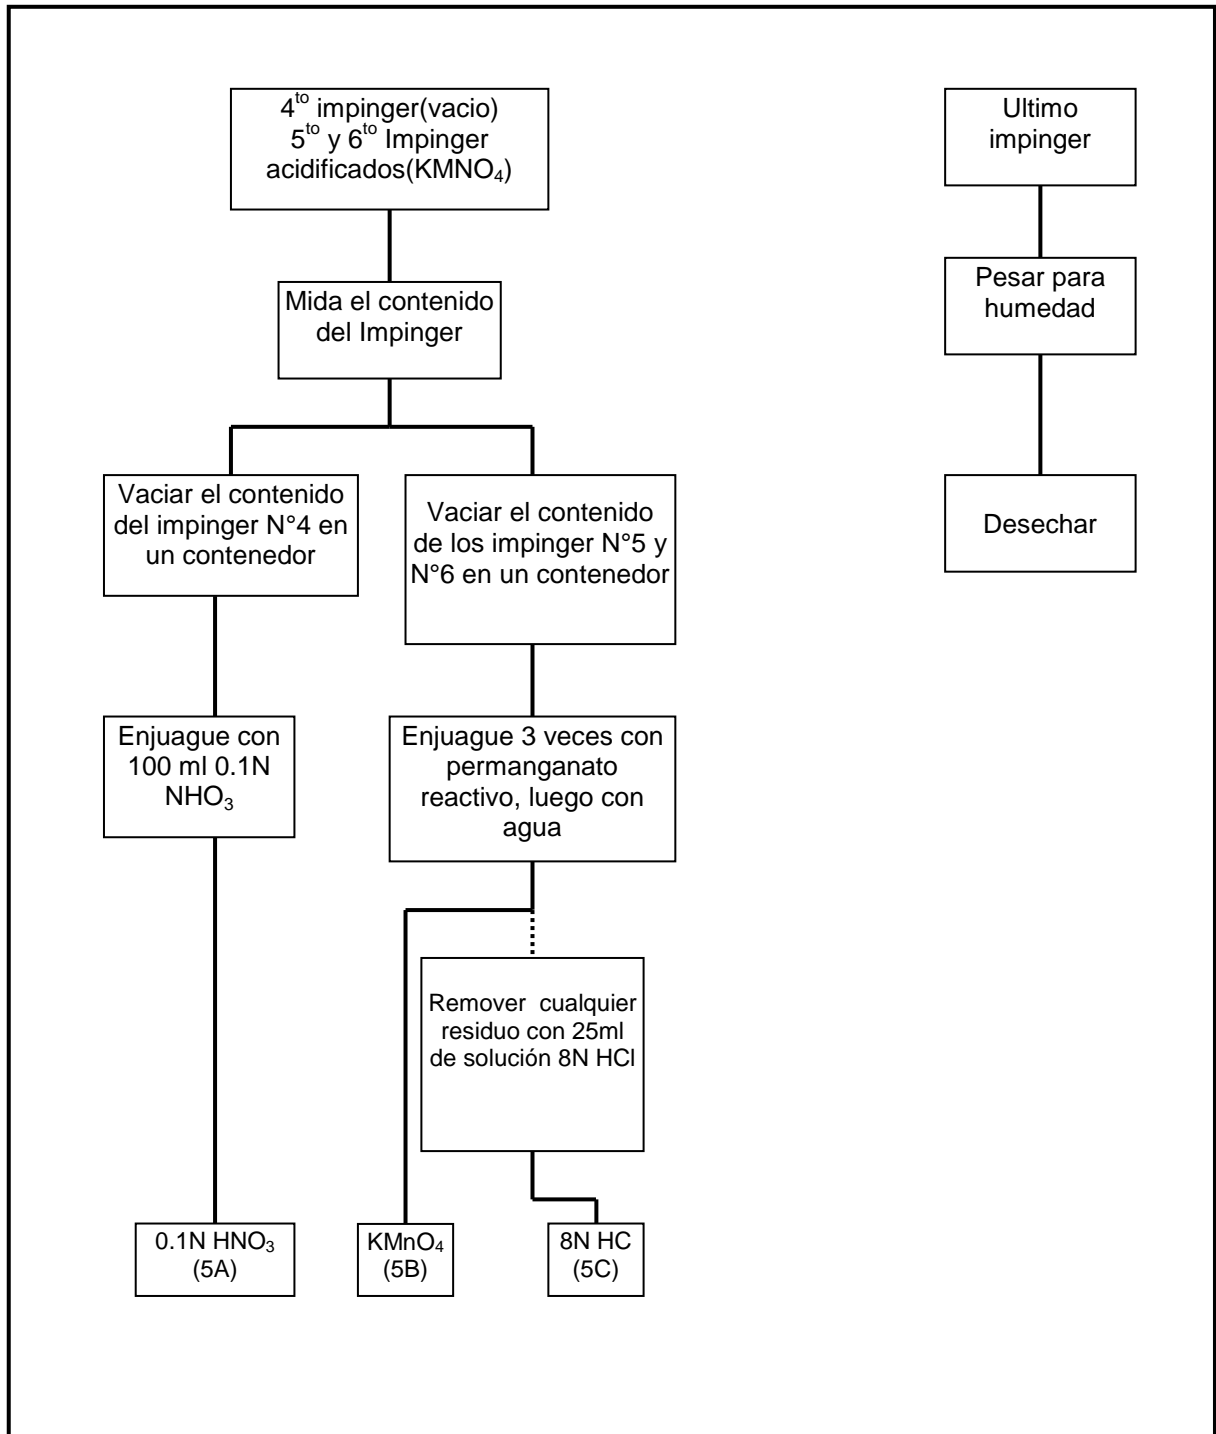 4to impinger(vacio)
5to y 6to Impinger
acidificados(KMNO4)
Mida el contenido
del Impinger
Vaciar el contenido
del impinger N°4 en
un contenedor
Vaciar el contenido
de los impinger N°5 y
N°6 en un contenedor
Enjuague con
100 ml 0.1N
NHO3
Enjuague 3 veces con
permanganato
reactivo, luego con
agua
Remover cualquier
residuo con 25ml
de solución 8N HCl
0.1N HNO3
(5A)
KMnO4
(5B)
8N HC
(5C)
Ultimo
impinger
Pesar para
humedad
Desechar